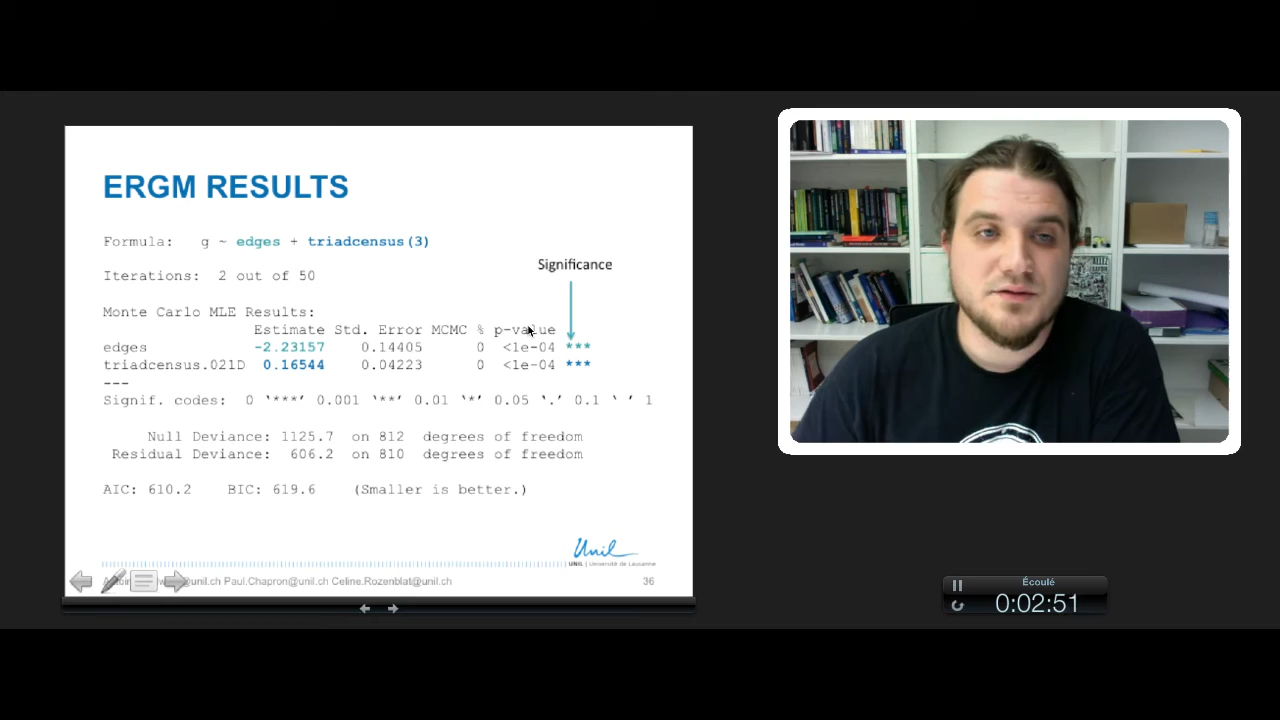 ERGM RESULTS
Formula: g ~ edges + triadcensus(3)
Significance
Iterations: 2 out of 50
Monte Carlo MLE Results:
Estimate Std. Error MCMC % p-value
edges -2.23157 0.14405 0 <1e-04 ***
triadcensus.021D 0.16544 0.04223 0 <1e-04 ***
---
Signif. codes: 0 ‘***’ 0.001 ‘**’ 0.01 ‘*’ 0.05 ‘.’ 0.1 ‘ ’ 1
Null Deviance: 1125.7 on 812 degrees of freedom
Residual Deviance: 606.2 on 810 degrees of freedom
AIC: 610.2 BIC: 619.6 (Smaller is better.)
Unil
UNIL | Université de Lausanne
@unil.ch Paul.Chapron@unil.ch Celine.Rozenblat@unil.ch 36
Écoulé
0:02:51